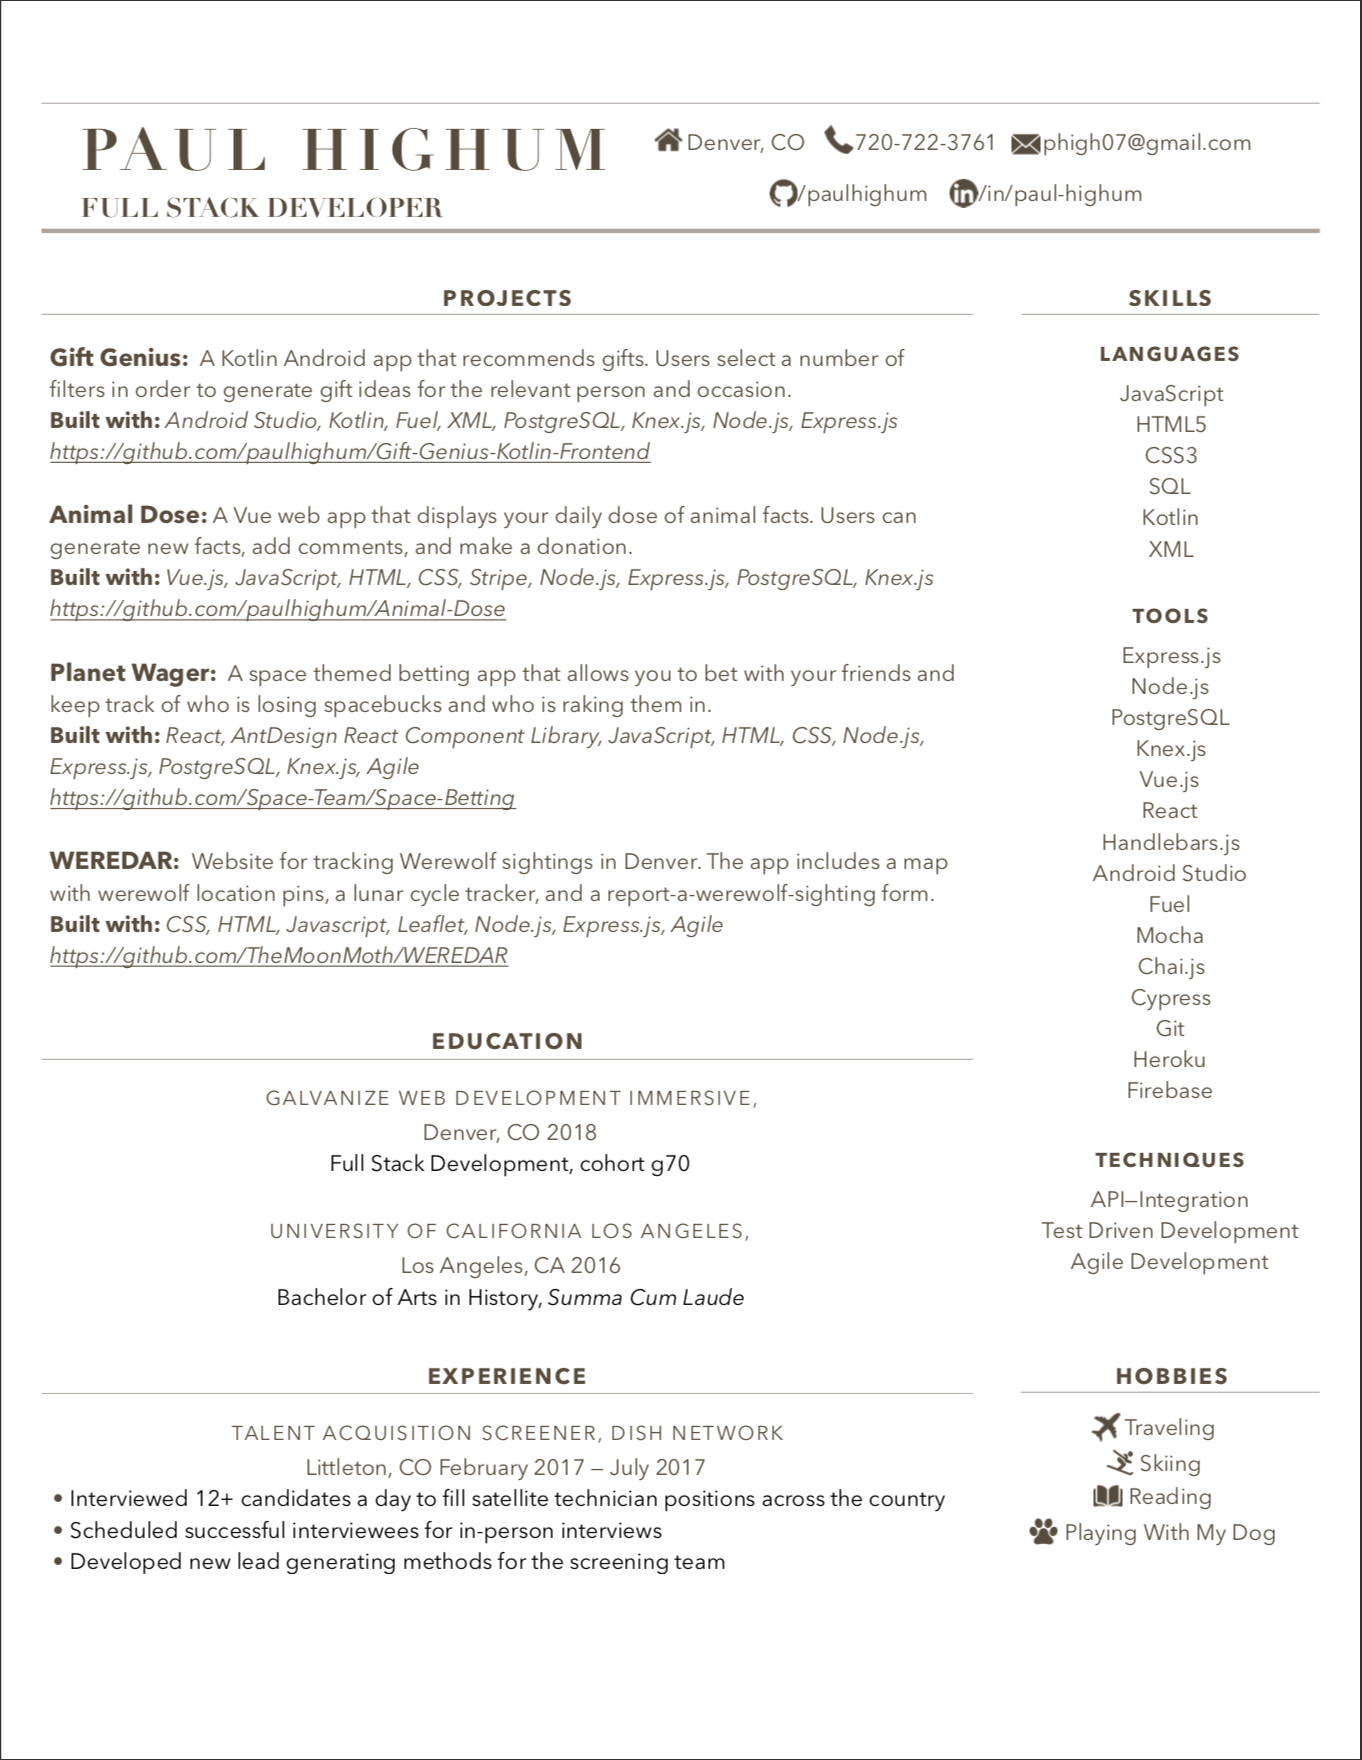 PAUL HIGHUM
FULL STACK DEVELOPER
Denver, CO 720-722-3761 phigh07@gmail.com
/paulhighum /in/paul-highum
PROJECTS
Gift Genius: A Kotlin Android app that recommends gifts. Users select a number of
filters in order to generate gift ideas for the relevant person and occasion.
Built with: Android Studio, Kotlin, Fuel, XML, PostgreSQL, Knex.js, Node.js, Express.js
https://github.com/paulhighum/Gift-Genius-Kotlin-Frontend
Animal Dose: A Vue web app that displays your daily dose of animal facts. Users can
generate new facts, add comments, and make a donation.
Built with: Vue.js, JavaScript, HTML, CSS, Stripe, Node.js, Express.js, PostgreSQL, Knex.js
https://github.com/paulhighum/Animal-Dose
Planet Wager: A space themed betting app that allows you to bet with your friends and
keep track of who is losing spacebucks and who is raking them in.
Built with: React, AntDesign React Component Library, JavaScript, HTML, CSS, Node.js,
Express.js, PostgreSQL, Knex.js, Agile
https://github.com/Space-Team/Space-Betting
WEREDAR: Website for tracking Werewolf sightings in Denver. The app includes a map
with werewolf location pins, a lunar cycle tracker, and a report-a-werewolf-sighting form.
Built with: CSS, HTML, Javascript, Leaflet, Node.js, Express.js, Agile
https://github.com/TheMoonMoth/WEREDAR
EDUCATION
GALVANIZE WEB DEVELOPMENT IMMERSIVE,
Denver, CO 2018
Full Stack Development, cohort g70
UNIVERSITY OF CALIFORNIA LOS ANGELES,
Los Angeles, CA 2016
Bachelor of Arts in History, Summa Cum Laude
EXPERIENCE
TALENT ACQUISITION SCREENER, DISH NETWORK
Littleton, CO February 2017 – July 2017
• Interviewed 12+ candidates a day to fill satellite technician positions across the country
• Scheduled successful interviewees for in-person interviews
• Developed new lead generating methods for the screening team
SKILLS
LANGUAGES
JavaScript
HTML5
CSS3
SQL
Kotlin
XML
TOOLS
Express.js
Node.js
PostgreSQL
Knex.js
Vue.js
React
Handlebars.js
Android Studio
Fuel
Mocha
Chai.js
Cypress
Git
Heroku
Firebase
TECHNIQUES
API–Integration
Test Driven Development
Agile Development
HOBBIES
Traveling
Skiing
Reading
Playing With My Dog